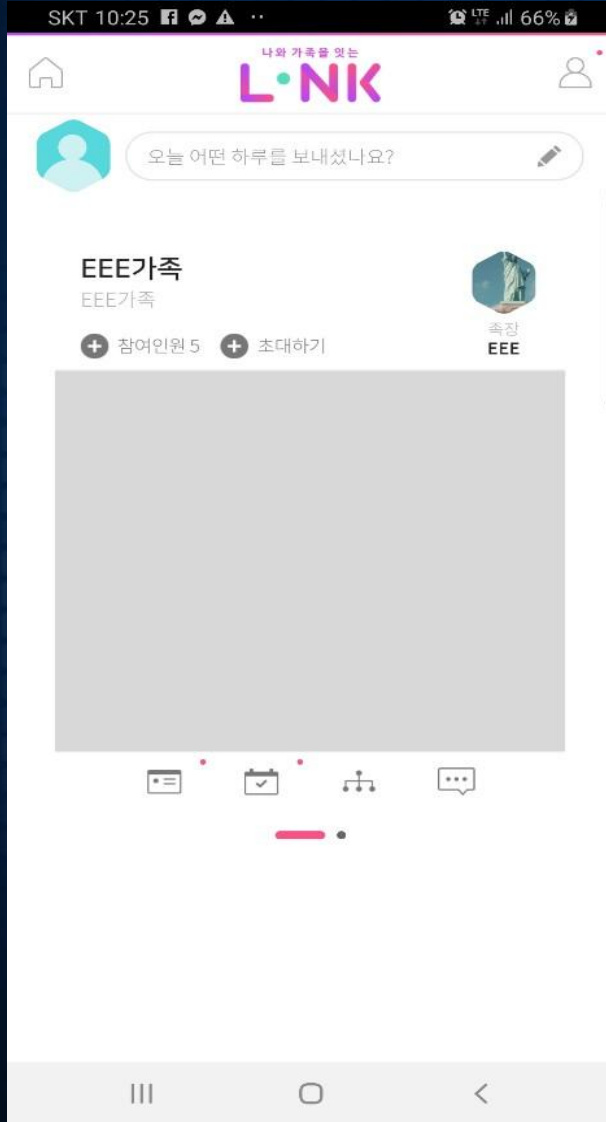 SKT 10:25
LTE 66%
나와 가족을 잇는
L•NK
오늘 어떤 하루를 보내셨나요?
EEE가족
EEE가족
참여인원 5 초대하기
족장
EEE